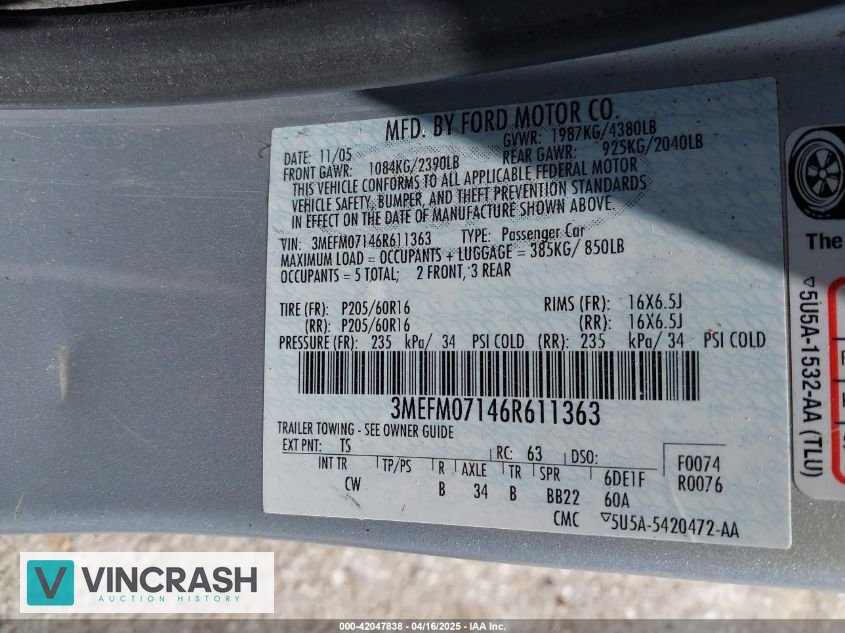 MFD. BY FORD MOTOR CO.
DATE: 11/05 GVWR: 1987KG/4380LB
FRONT GAWR: 1084KG/2390LB REAR GAWR: 925KG/2040LB
THIS VEHICLE CONFORMS TO ALL APPLICABLE FEDERAL MOTOR
VEHICLE SAFETY, BUMPER, AND THEFT PREVENTION STANDARDS
IN EFFECT ON THE DATE OF MANUFACTURE SHOWN ABOVE.
VIN: 3MEFM07146R611363 TYPE: Passenger Car
MAXIMUM LOAD = OCCUPANTS + LUGGAGE = 385KG/ 850LB
OCCUPANTS = 5 TOTAL; 2 FRONT, 3 REAR
TIRE (FR): P205/60R16 RIMS (FR): 16X6.5J
(RR): P205/60R16 (RR): 16X6.5J
PRESSURE (FR): 235 kPa/ 34 PSI COLD (RR): 235 kPa/ 34 PSI COLD
3MEFM07146R611363
TRAILER TOWING - SEE OWNER GUIDE
EXT PNT: TS RC: 63 DSO: F0074
INT TR TP/PS R AXLE TR SPR 6DE1F R0076
CW B 34 B BB22 60A
CMC ▽5U5A-5420472-AA
The
▽5U5A-1532-AA (TLU)
VINCRASH
AUCTION HISTORY
000-42047838 - 04/16/2025 - IAA Inc.